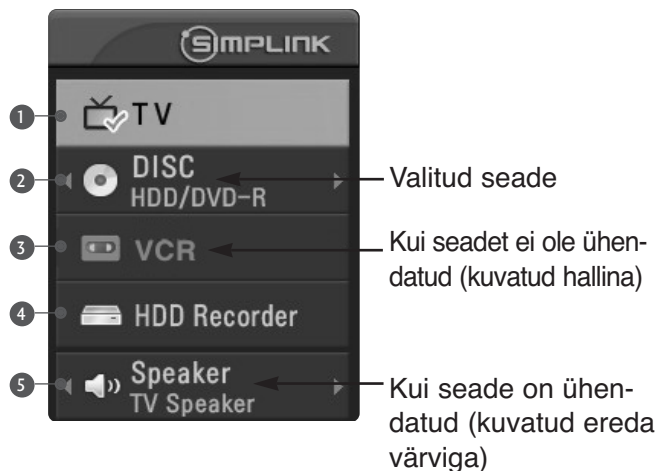 SIMPLINK
1 TV
2 DISC
HDD/DVD-R
Valitud seade
3 VCR
Kui seadet ei ole ühen-
datud (kuvatud hallina)
4 HDD Recorder
5 Speaker
TV Speaker
Kui seade on ühen-
datud (kuvatud ereda
värviga)